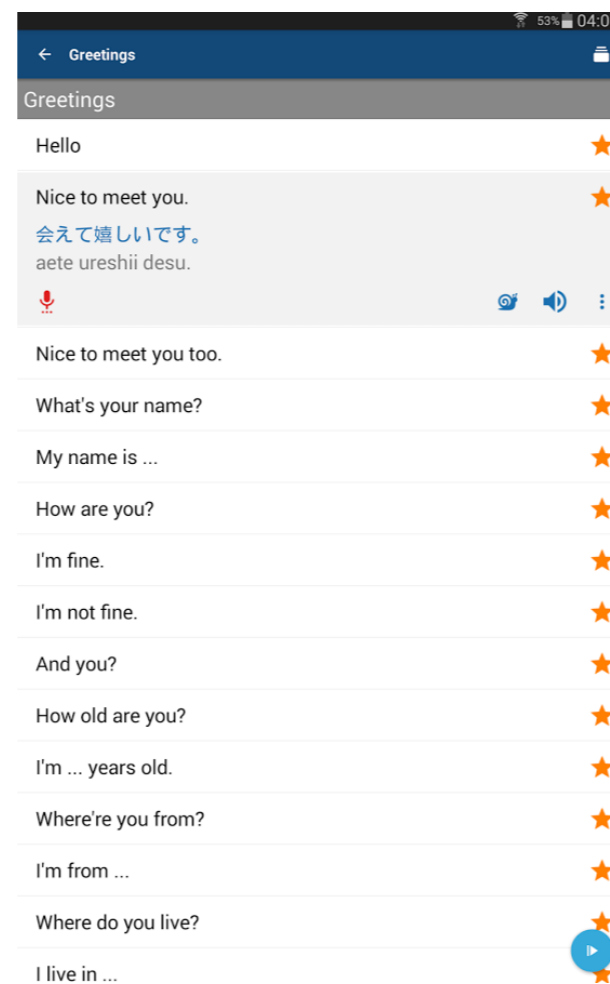 53% 04:0
Greetings
Greetings
Hello
Nice to meet you.
会えて嬉しいです。
aete ureshii desu.
Nice to meet you too.
What's your name?
My name is ...
How are you?
I'm fine.
I'm not fine.
And you?
How old are you?
I'm ... years old.
Where're you from?
I'm from ...
Where do you live?
I live in ...